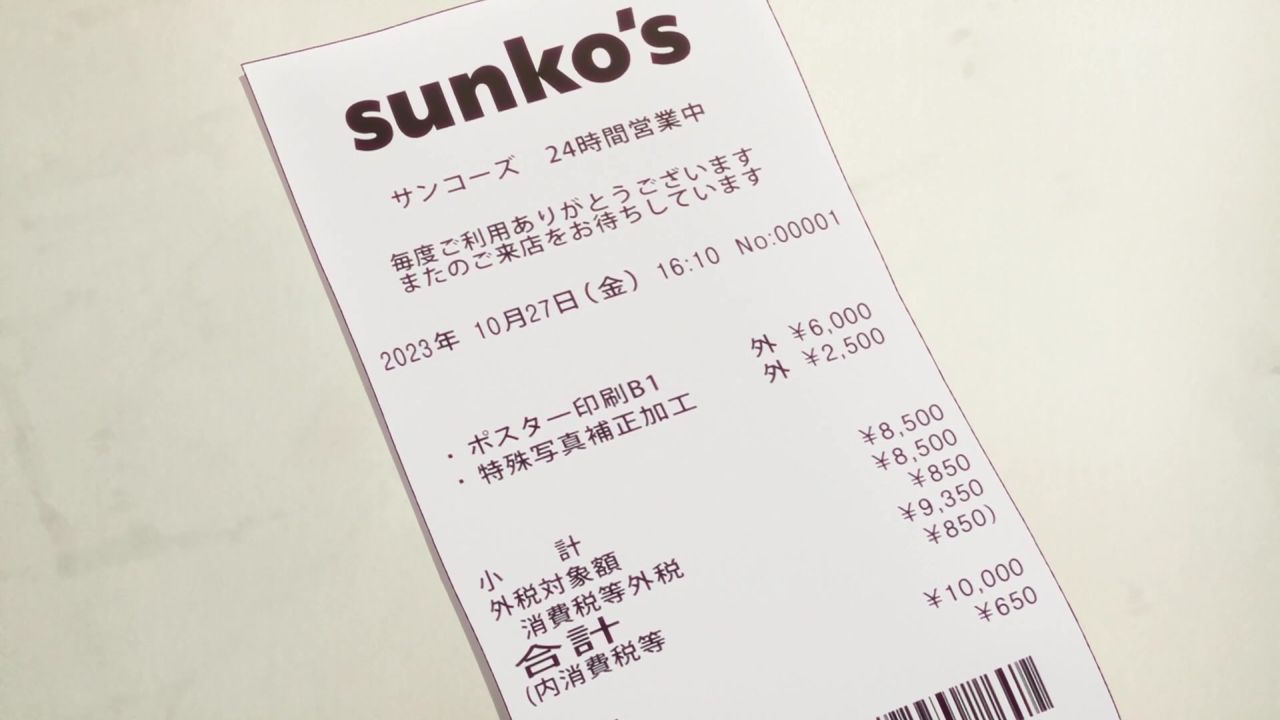 sunko's
サンコーズ 24時間営業中
毎度ご利用ありがとうございます
またのご来店をお待ちしています
2023年 10月27日(金) 16:10 No:00001
・ポスター印刷B1 外 ¥6,000
・特殊写真補正加工 外 ¥2,500
小 計 ¥8,500
外税対象額 ¥8,500
消費税等外税 ¥850
合計 ¥9,350
(内消費税等 ¥850)
¥10,000
¥650